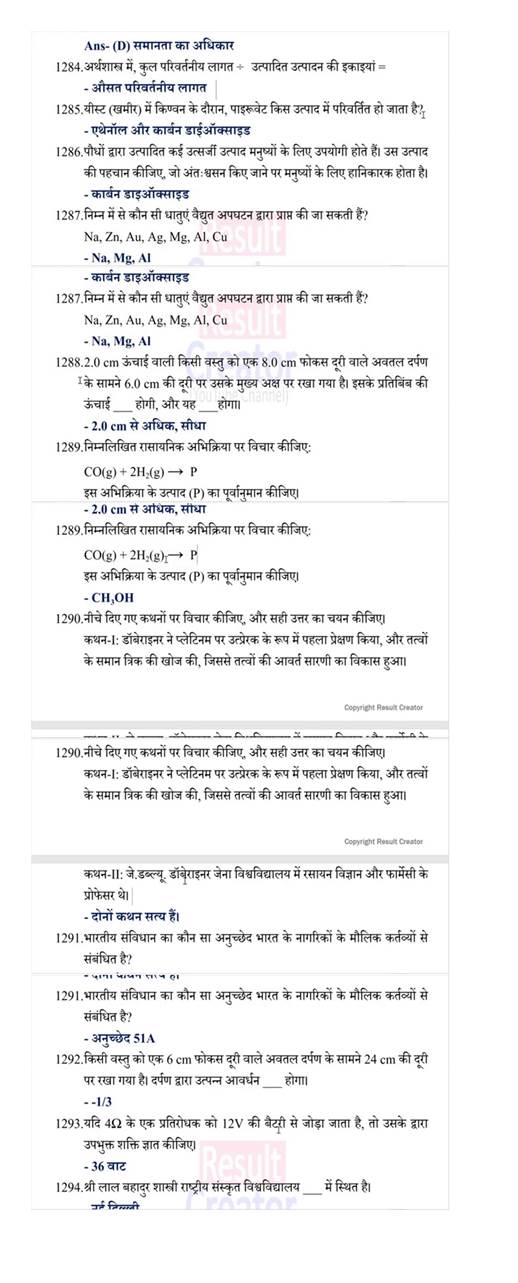 Ans- (D) समानता का अधिकार
1284.अर्थशास्त्र में, कुल परिवर्तनीय लागत ÷ उत्पादित उत्पादन की इकाइयां =
- औसत परिवर्तनीय लागत
1285.यीस्ट (खमीर) में किण्वन के दौरान, पाइरूवेट किस उत्पाद में परिवर्तित हो जाता है?
- एथेनॉल और कार्बन डाईऑक्साइड
1286.पौधों द्वारा उत्पादित कई उत्सर्जी उत्पाद मनुष्यों के लिए उपयोगी होते हैं। उस उत्पाद
की पहचान कीजिए, जो अंतःश्वसन किए जाने पर मनुष्यों के लिए हानिकारक होता है।
- कार्बन डाइऑक्साइड
1287.निम्न में से कौन सी धातुएं वैद्युत अपघटन द्वारा प्राप्त की जा सकती हैं?
Na, Zn, Au, Ag, Mg, Al, Cu
- Na, Mg, Al
- कार्बन डाइऑक्साइड
1287.निम्न में से कौन सी धातुएं वैद्युत अपघटन द्वारा प्राप्त की जा सकती हैं?
Na, Zn, Au, Ag, Mg, Al, Cu
- Na, Mg, Al
1288.2.0 cm ऊंचाई वाली किसी वस्तु को एक 8.0 cm फोकस दूरी वाले अवतल दर्पण
के सामने 6.0 cm की दूरी पर उसके मुख्य अक्ष पर रखा गया है। इसके प्रतिबिंब की
ऊंचाई ___ होगी, और यह ___होगा।
- 2.0 cm से अधिक, सीधा
1289.निम्नलिखित रासायनिक अभिक्रिया पर विचार कीजिए:
CO(g) + 2H₂(g) → P
इस अभिक्रिया के उत्पाद (P) का पूर्वानुमान कीजिए।
- 2.0 cm से अधिक, सीधा
1289.निम्नलिखित रासायनिक अभिक्रिया पर विचार कीजिए:
CO(g) + 2H₂(g) → P
इस अभिक्रिया के उत्पाद (P) का पूर्वानुमान कीजिए।
- CH₃OH
1290.नीचे दिए गए कथनों पर विचार कीजिए, और सही उत्तर का चयन कीजिए।
कथन-I: डॉबेराइनर ने प्लेटिनम पर उत्प्रेरक के रूप में पहला प्रेक्षण किया, और तत्वों
के समान त्रिक की खोज की, जिससे तत्वों की आवर्त सारणी का विकास हुआ।
Copyright Result Creator
1290.नीचे दिए गए कथनों पर विचार कीजिए, और सही उत्तर का चयन कीजिए।
कथन-I: डॉबेराइनर ने प्लेटिनम पर उत्प्रेरक के रूप में पहला प्रेक्षण किया, और तत्वों
के समान त्रिक की खोज की, जिससे तत्वों की आवर्त सारणी का विकास हुआ।
Copyright Result Creator
कथन-II: जे.डब्ल्यू. डॉबेराइनर जेना विश्वविद्यालय में रसायन विज्ञान और फार्मेसी के
प्रोफेसर थे।
- दोनों कथन सत्य हैं।
1291.भारतीय संविधान का कौन सा अनुच्छेद भारत के नागरिकों के मौलिक कर्तव्यों से
संबंधित है?
- दोनों कथन सत्य हैं।
1291.भारतीय संविधान का कौन सा अनुच्छेद भारत के नागरिकों के मौलिक कर्तव्यों से
संबंधित है?
- अनुच्छेद 51A
1292.किसी वस्तु को एक 6 cm फोकस दूरी वाले अवतल दर्पण के सामने 24 cm की दूरी
पर रखा गया है। दर्पण द्वारा उत्पन्न आवर्धन ___ होगा।
- -1/3
1293.यदि 4Ω के एक प्रतिरोधक को 12V की बैटरी से जोड़ा जाता है, तो उसके द्वारा
उपभुक्त शक्ति ज्ञात कीजिए।
- 36 वाट
1294.श्री लाल बहादुर शास्त्री राष्ट्रीय संस्कृत विश्वविद्यालय ___ में स्थित है।
नई दिल्ली